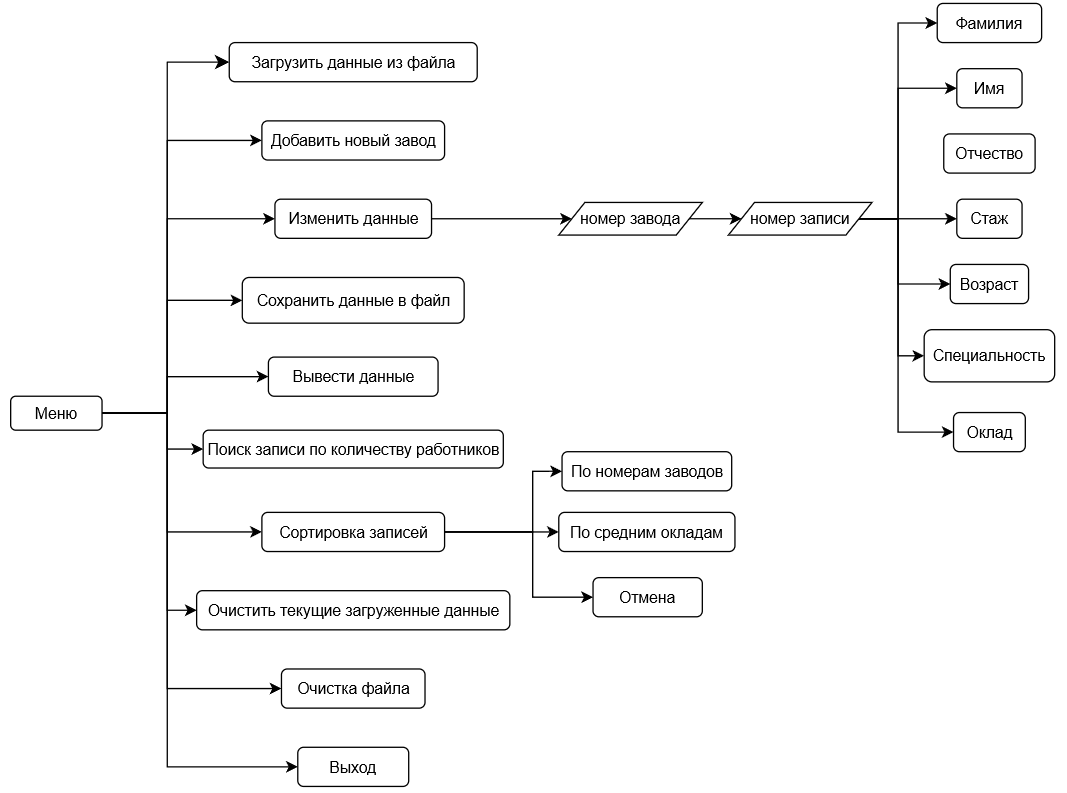 Меню
Загрузить данные из файла
Добавить новый завод
Изменить данные
номер завода
номер записи
Фамилия
Имя
Отчество
Стаж
Возраст
Специальность
Оклад
Сохранить данные в файл
Вывести данные
Поиск записи по количеству работников
Сортировка записей
По номерам заводов
По средним окладам
Отмена
Очистить текущие загруженные данные
Очистка файла
Выход